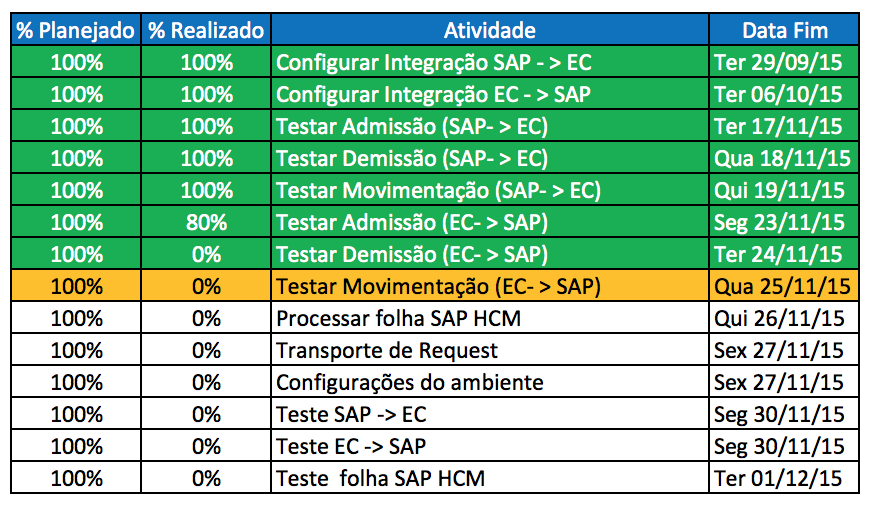 % Planejado % Realizado Atividade Data Fim
100% 100% Configurar Integração SAP - > EC Ter 29/09/15
100% 100% Configurar Integração EC - > SAP Ter 06/10/15
100% 100% Testar Admissão (SAP- > EC) Ter 17/11/15
100% 100% Testar Demissão (SAP- > EC) Qua 18/11/15
100% 100% Testar Movimentação (SAP- > EC) Qui 19/11/15
100% 80% Testar Admissão (EC- > SAP) Seg 23/11/15
100% 0% Testar Demissão (EC- > SAP) Ter 24/11/15
100% 0% Testar Movimentação (EC- > SAP) Qua 25/11/15
100% 0% Processar folha SAP HCM Qui 26/11/15
100% 0% Transporte de Request Sex 27/11/15
100% 0% Configurações do ambiente Sex 27/11/15
100% 0% Teste SAP -> EC Seg 30/11/15
100% 0% Teste EC -> SAP Seg 30/11/15
100% 0% Teste  folha SAP HCM Ter 01/12/15